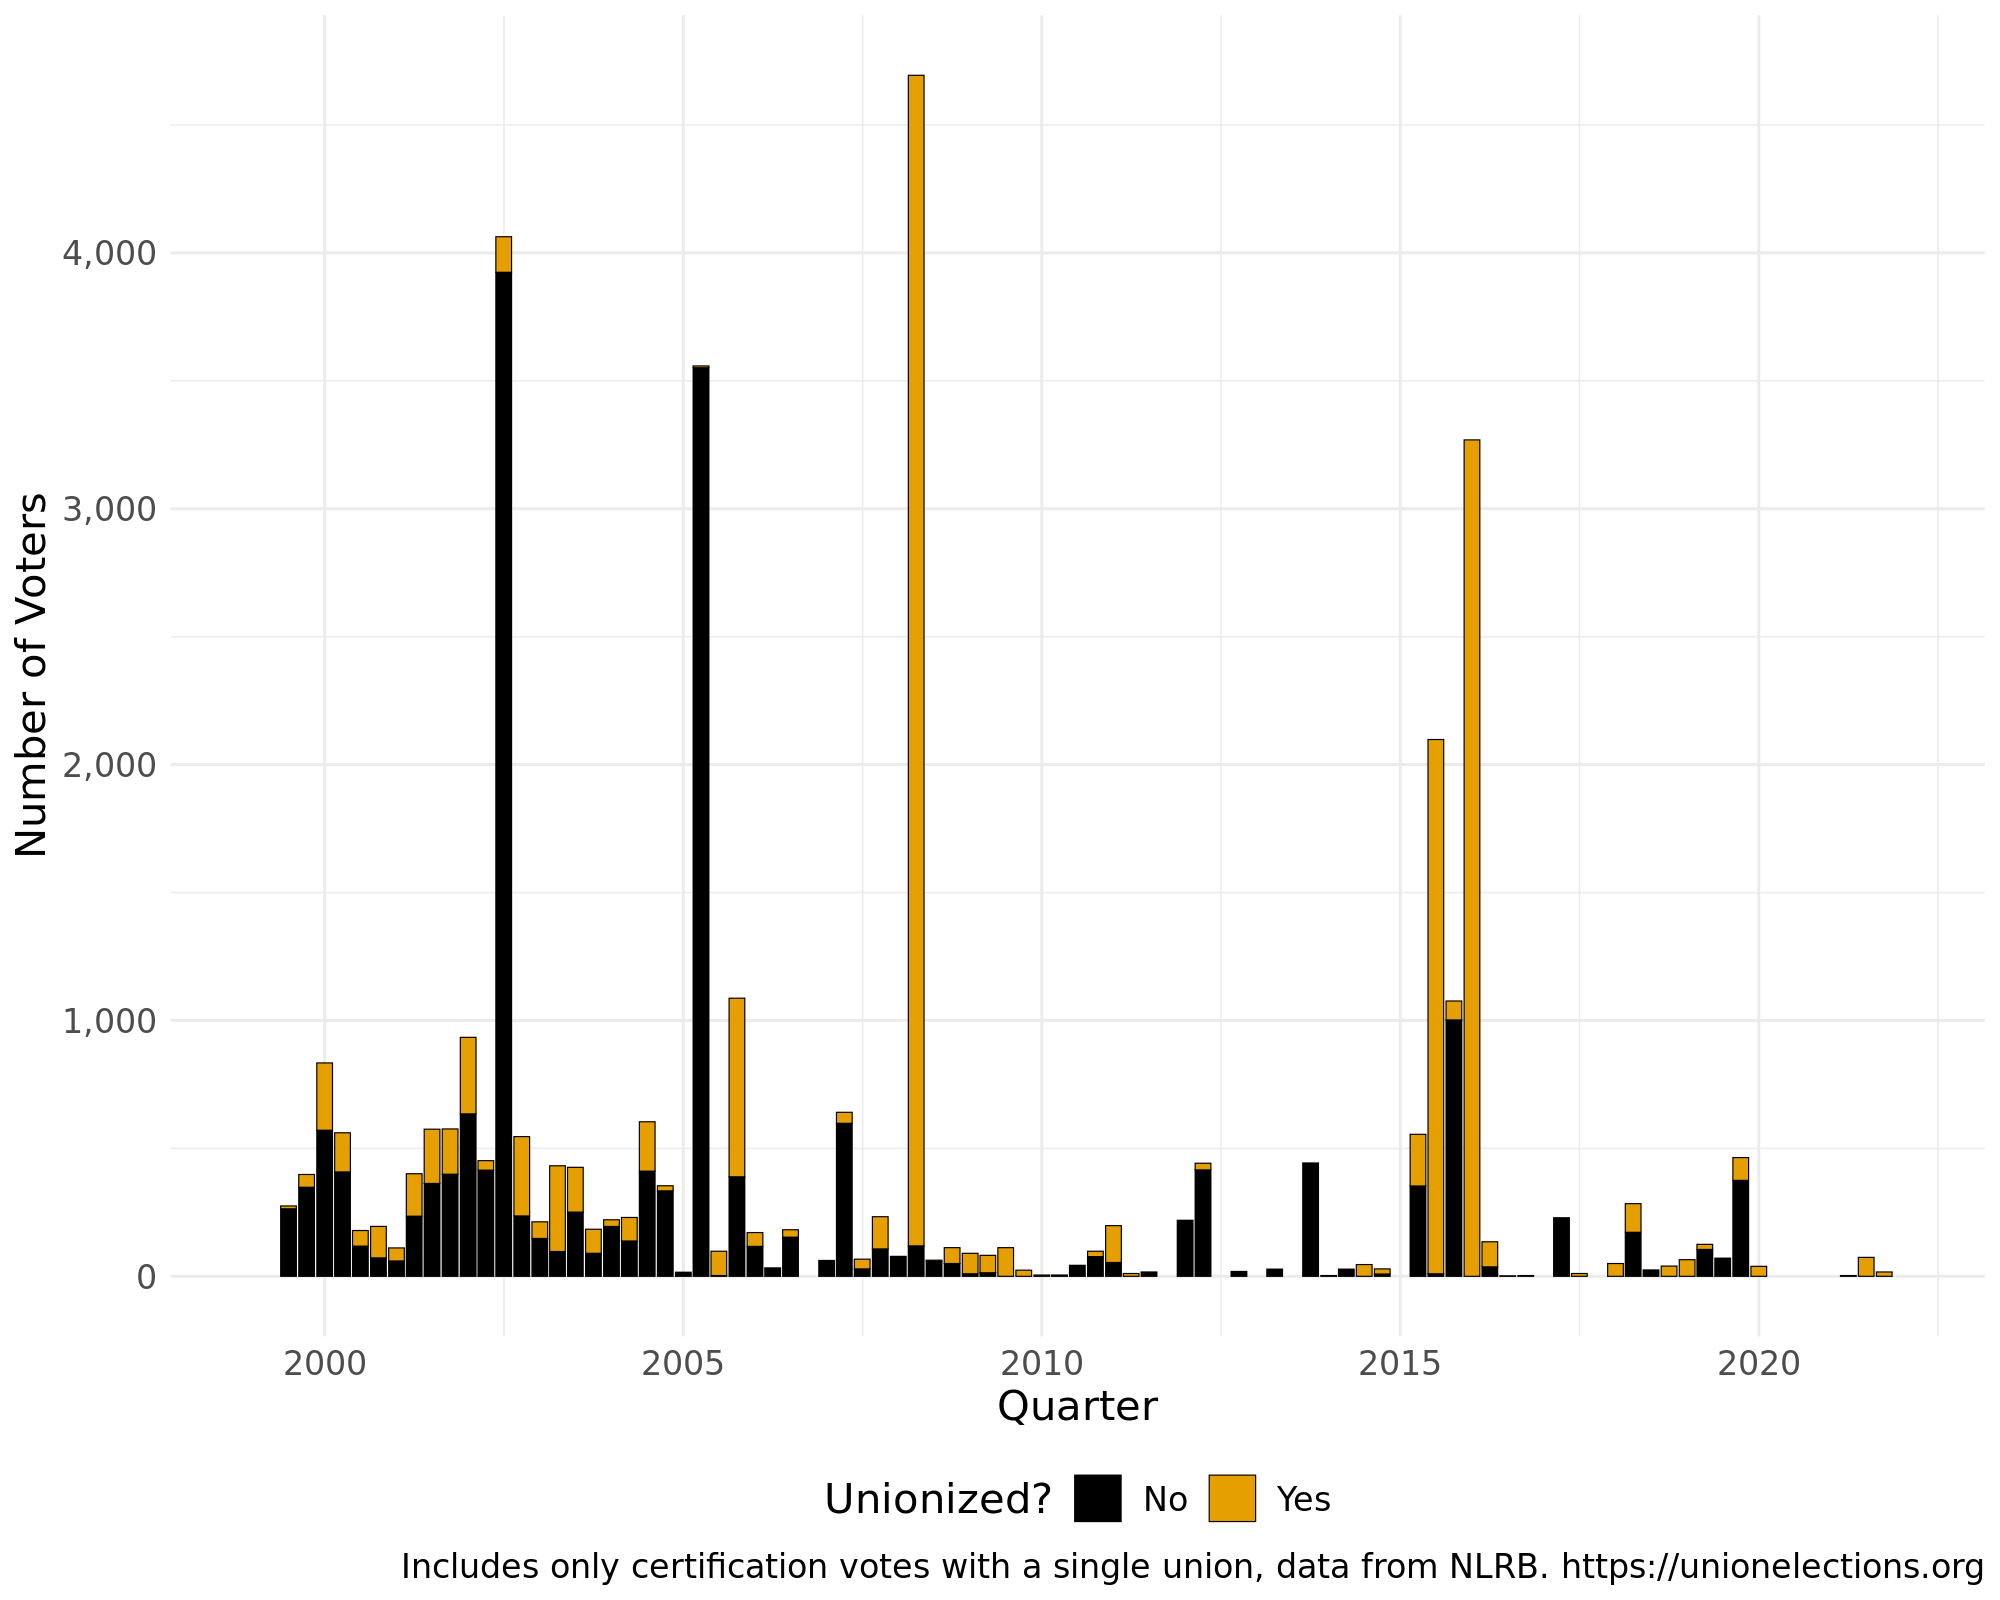 Number of Voters
4,000
3,000
2,000
1,000
0
2000 2005 2010 2015 2020
Quarter
Unionized? No Yes
Includes only certification votes with a single union, data from NLRB. https://unionelections.org